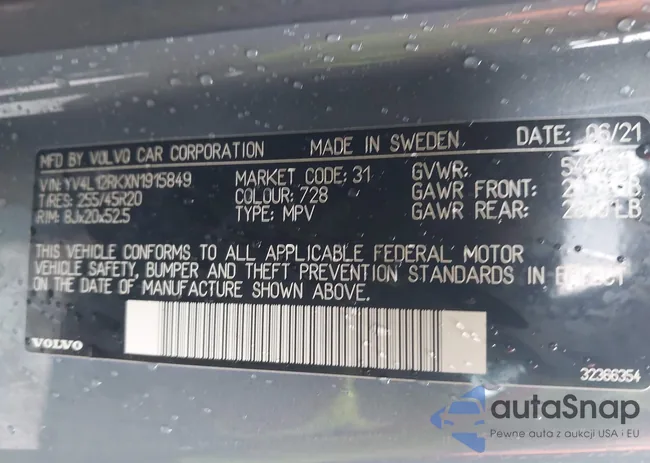 MFD BY VOLVO CAR CORPORATION MADE IN SWEDEN DATE: 06/21
VIN: YV4L12RKXN1915849 MARKET CODE: 31 GVWR:
TIRES: 255/45R20 COLOUR: 728 GAWR FRONT: LB
RIM: 8Jx20x52.5 TYPE: MPV GAWR REAR: LB
THIS VEHICLE CONFORMS TO ALL APPLICABLE FEDERAL MOTOR
VEHICLE SAFETY, BUMPER AND THEFT PREVENTION STANDARDS IN EFFECT
ON THE DATE OF MANUFACTURE SHOWN ABOVE.
VOLVO
32366354
autaSnap
Pewne auta z aukcji USA i EU